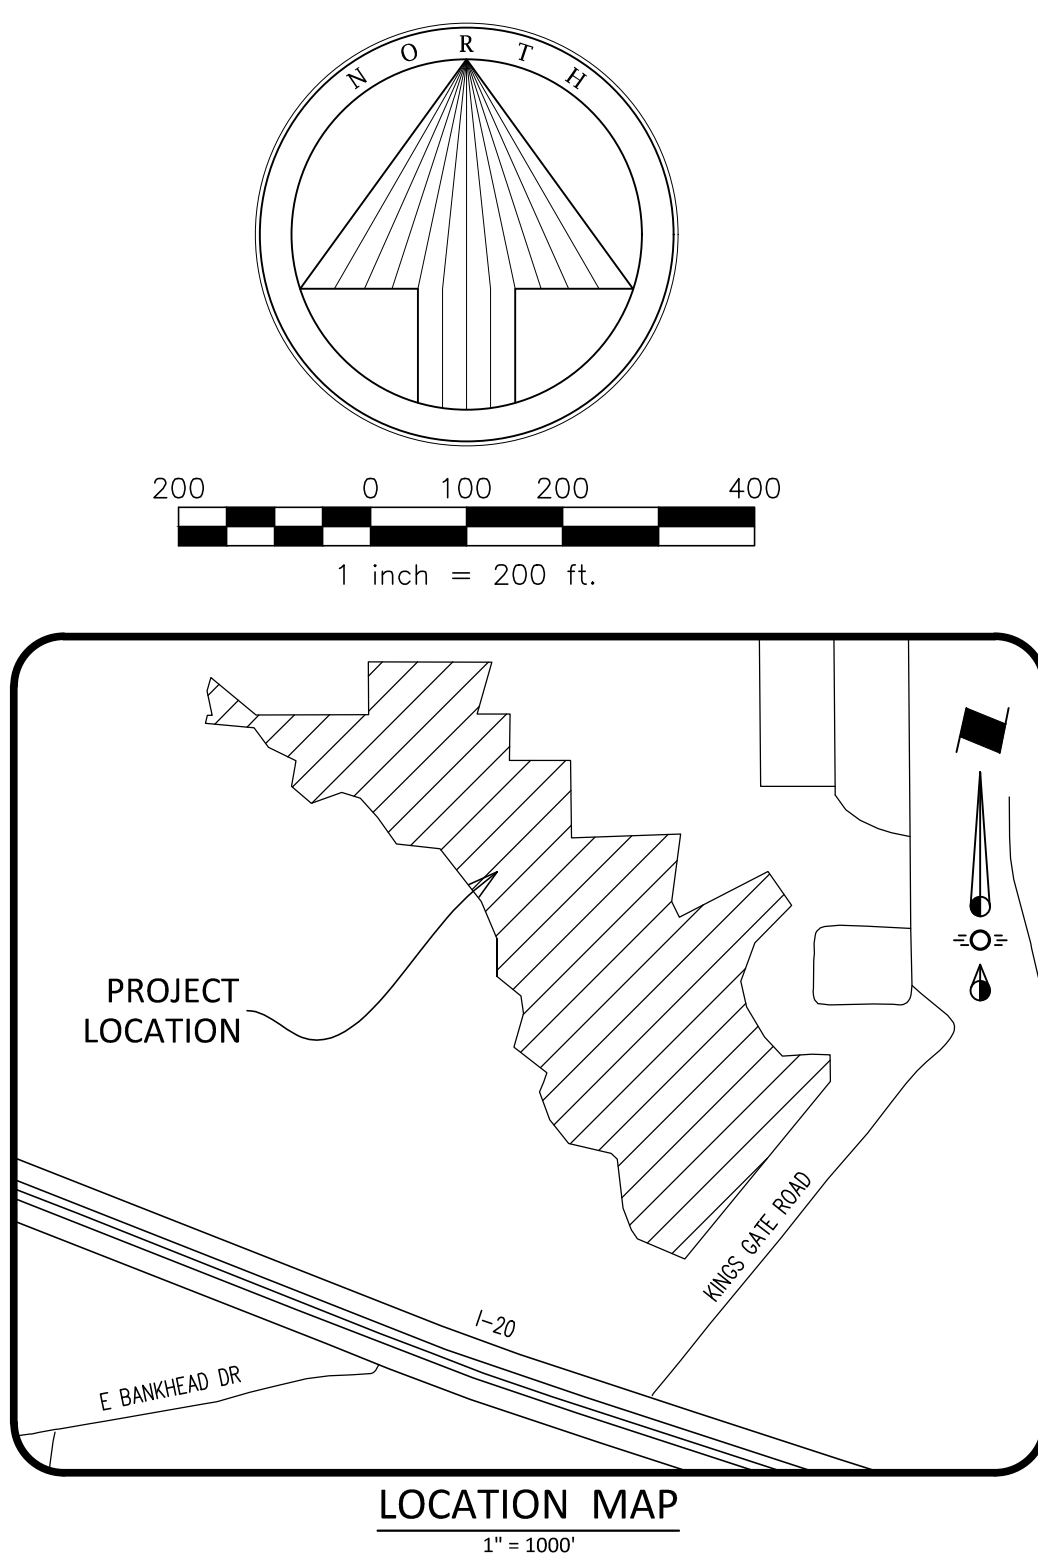 NORTH
200 0 100 200 400
1 inch = 200 ft.
PROJECT
LOCATION
KINGS GATE ROAD
I-20
E BANKHEAD DR
LOCATION MAP
1" = 1000'